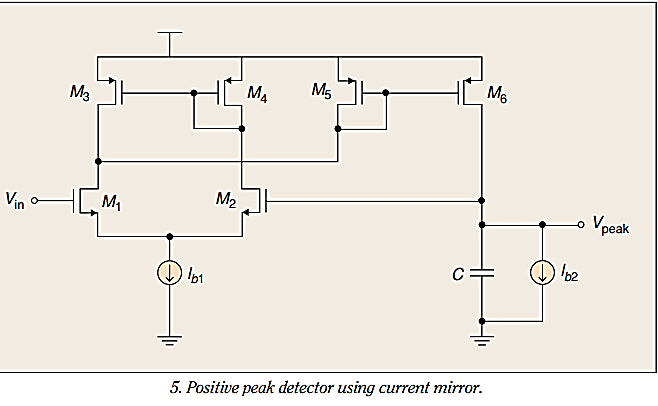 M3
M4
M5
M6
Vin
M1
M2
Vpeak
Ib1
C
Ib2
5. Positive peak detector using current mirror.